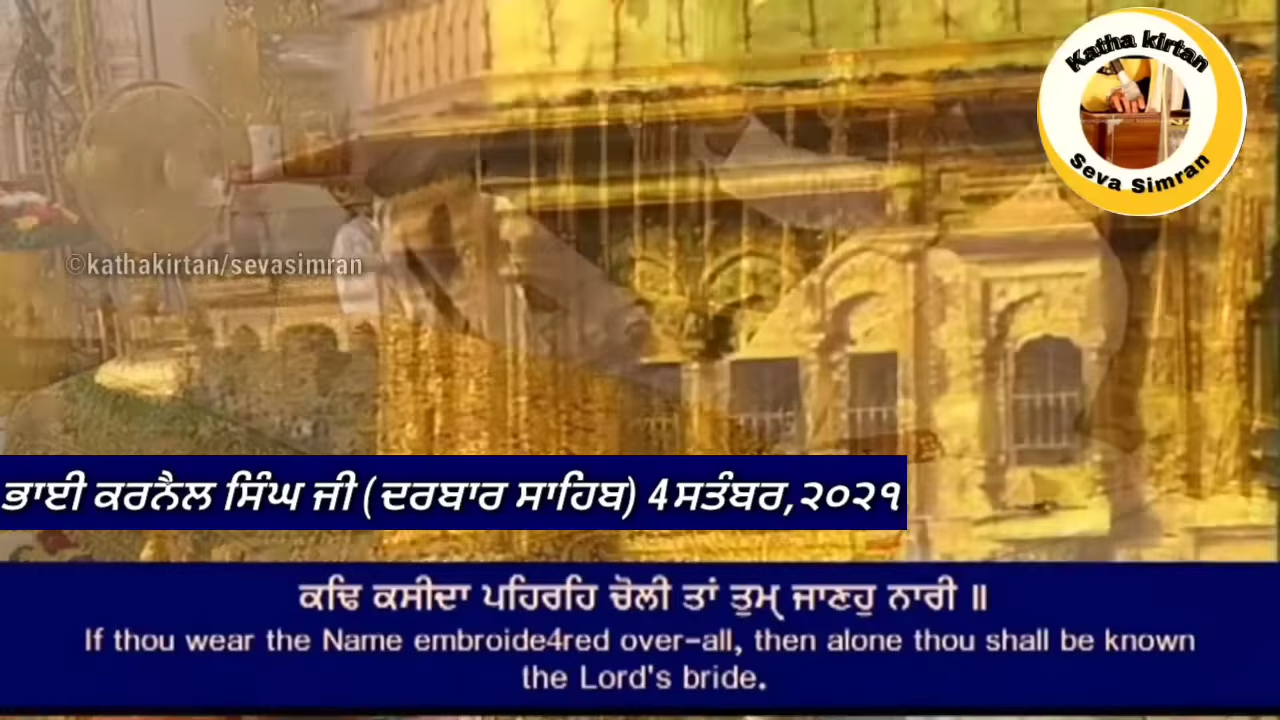 Katha kirtan
Seva Simran
©kathakirtan/sevasimran
ਭਾਈ ਕਰਨੈਲ ਸਿੰਘ ਜੀ (ਦਰਬਾਰ ਸਾਹਿਬ) 4 ਸਤੰਬਰ,੨੦੨੧
ਕਢਿ ਕਸੀਦਾ ਪਹਿਰਹਿ ਚੋਲੀ ਤਾਂ ਤੁਮ੍ ਜਾਣਹੁ ਨਾਰੀ ॥
If thou wear the Name embroide4red over-all, then alone thou shall be known
the Lord's bride.